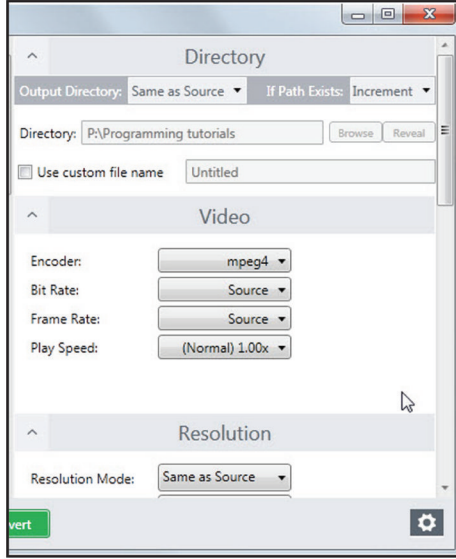 Directory
Output Directory: Same as Source If Path Exists: Increment
Directory: P:\Programming tutorials Browse Reveal
Use custom file name Untitled
Video
Encoder: mpeg4
Bit Rate: Source
Frame Rate: Source
Play Speed: (Normal) 1.00x
Resolution
Resolution Mode: Same as Source
vert